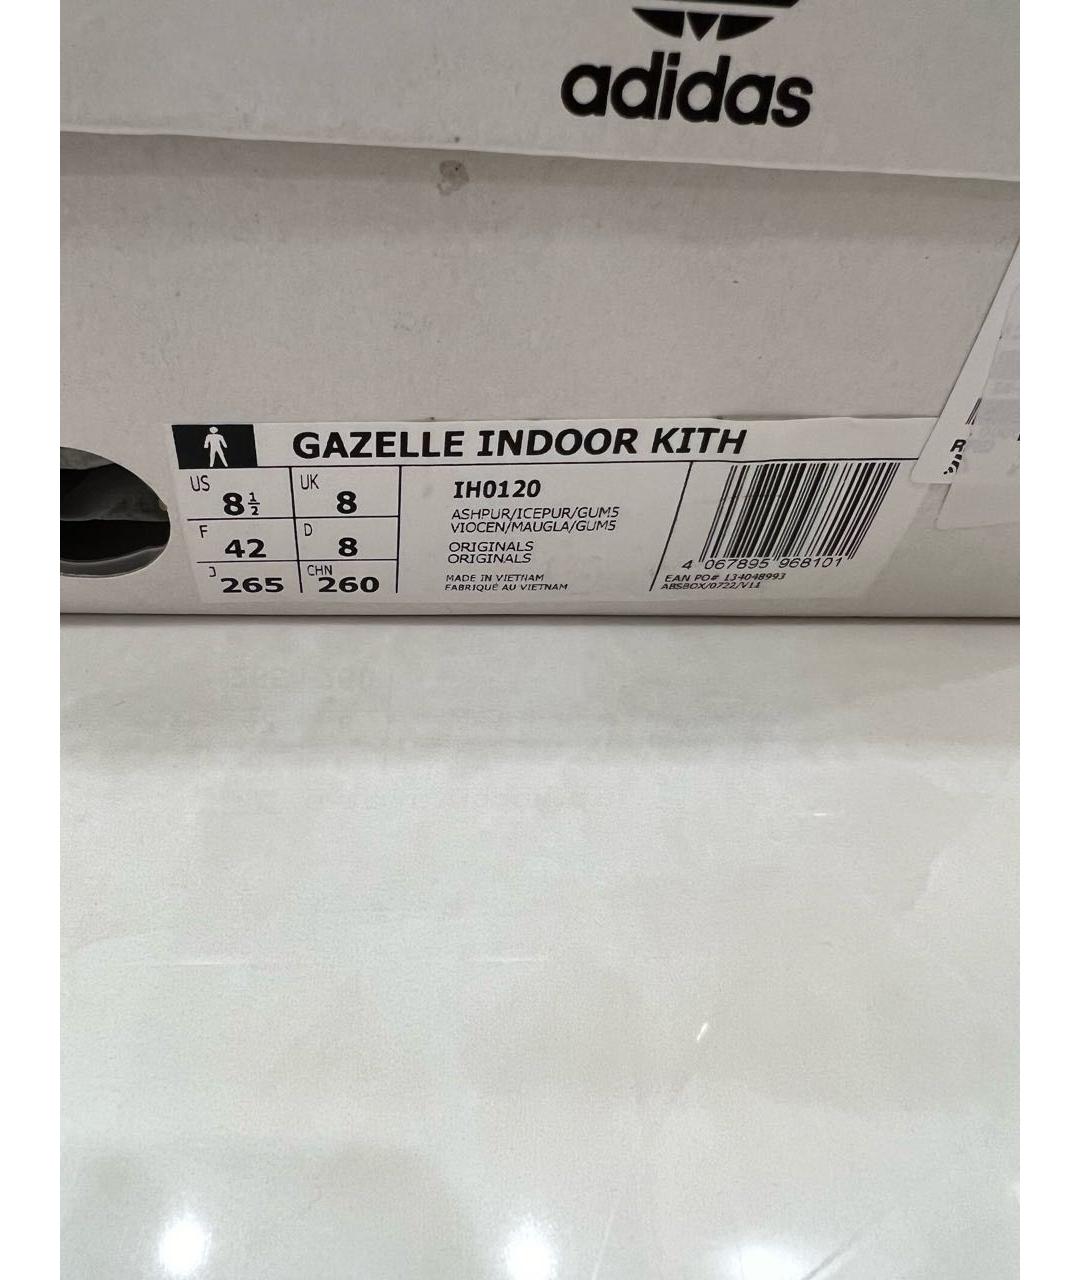 adidas
GAZELLE INDOOR KITH
US 8½ UK 8
F 42 D 8
J 265 CHN 260
IH0120
ASHPUR/ICEPUR/GUM5
VIOCEN/MAUGLA/GUM5
ORIGINALS
ORIGINALS
MADE IN VIETNAM
FABRIQUÉ AU VIETNAM
4 067895 968101
EAN PO# 134048993
ABSBOX/0722/V11
R